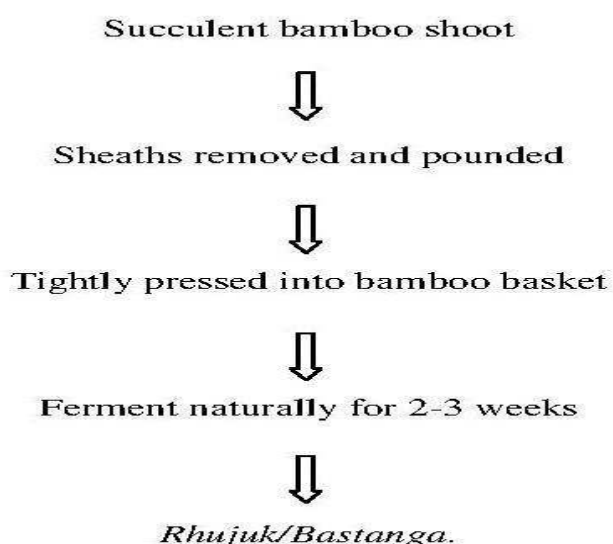 Succulent bamboo shoot
Sheaths removed and pounded
Tightly pressed into bamboo basket
Ferment naturally for 2-3 weeks
Rhujuk/Bastanga.